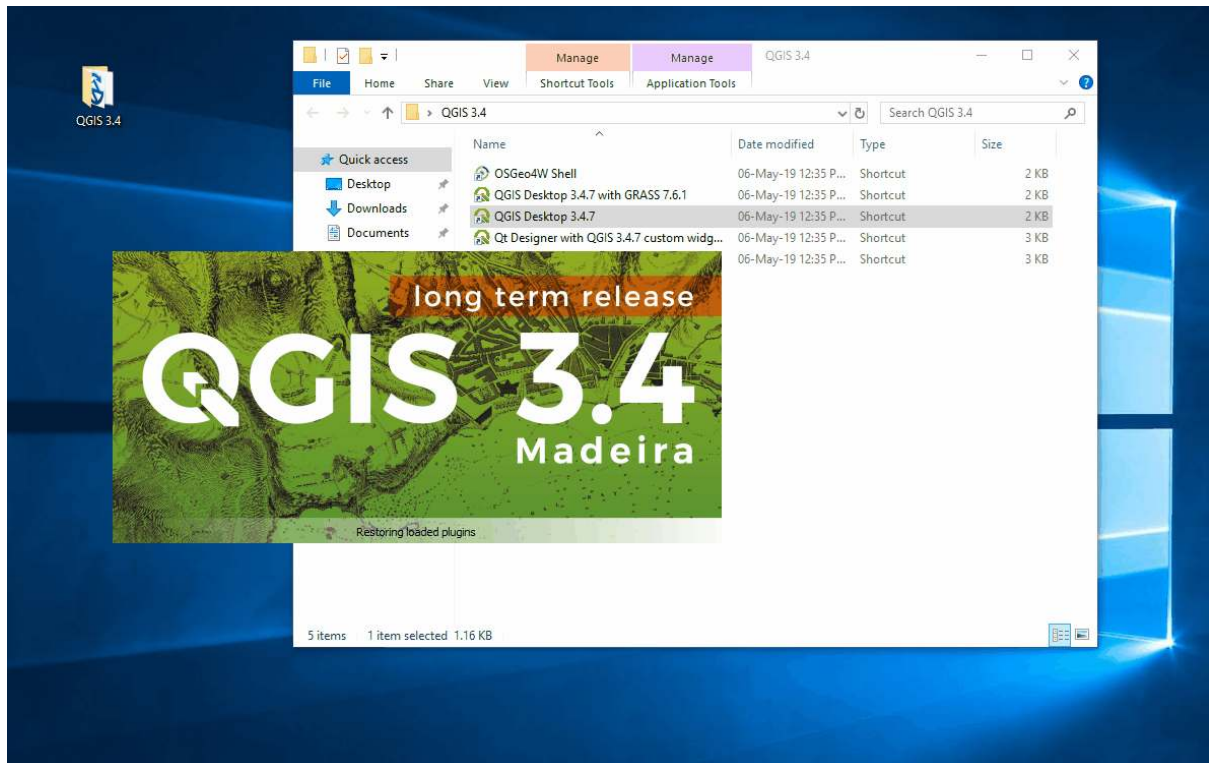 QGIS 3.4
Manage Manage QGIS 3.4
File Home Share View Shortcut Tools Application Tools
QGIS 3.4 Search QGIS 3.4
Name Date modified Type Size
Quick access
OSGeo4W Shell 06-May-19 12:35 P... Shortcut 2 KB
Desktop
QGIS Desktop 3.4.7 with GRASS 7.6.1 06-May-19 12:35 P... Shortcut 2 KB
Downloads
QGIS Desktop 3.4.7 06-May-19 12:35 P... Shortcut 2 KB
Documents
Qt Designer with QGIS 3.4.7 custom widg... 06-May-19 12:35 P... Shortcut 3 KB
06-May-19 12:35 P... Shortcut 3 KB
long term release
QGIS 3.4
Madeira
Restoring loaded plugins
5 items 1 item selected 1.16 KB